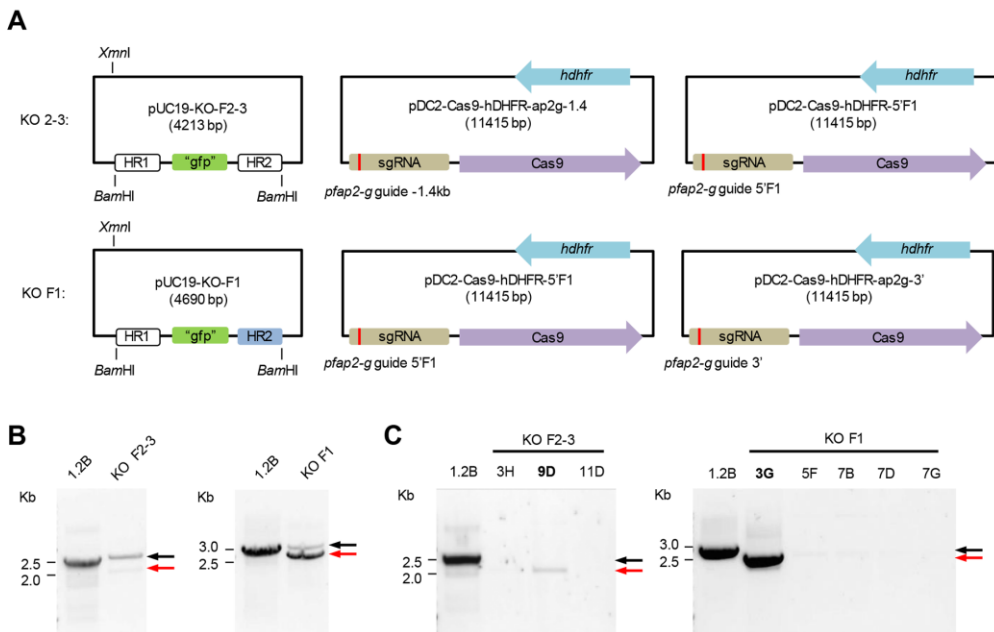 A
XmnI
KO 2-3:
pUC19-KO-F2-3
(4213 bp)
HR1
"gfp"
HR2
BamHI
BamHI
hdhfr
pDC2-Cas9-hDHFR-ap2g-1.4
(11415 bp)
sgRNA
Cas9
pfap2-g guide -1.4kb
hdhfr
pDC2-Cas9-hDHFR-5'F1
(11415 bp)
sgRNA
Cas9
pfap2-g guide 5'F1
XmnI
KO F1:
pUC19-KO-F1
(4690 bp)
HR1
"gfp"
HR2
BamHI
BamHI
hdhfr
pDC2-Cas9-hDHFR-5'F1
(11415 bp)
sgRNA
Cas9
pfap2-g guide 5'F1
hdhfr
pDC2-Cas9-hDHFR-ap2g-3'
(11415 bp)
sgRNA
Cas9
pfap2-g guide 3'
B
1.2B
KO F2-3
Kb
2.5
2.0
1.2B
KO F1
Kb
3.0
2.5
C
KO F2-3
1.2B 3H 9D 11D
Kb
2.5
2.0
KO F1
1.2B 3G 5F 7B 7D 7G
Kb
3.0
2.5